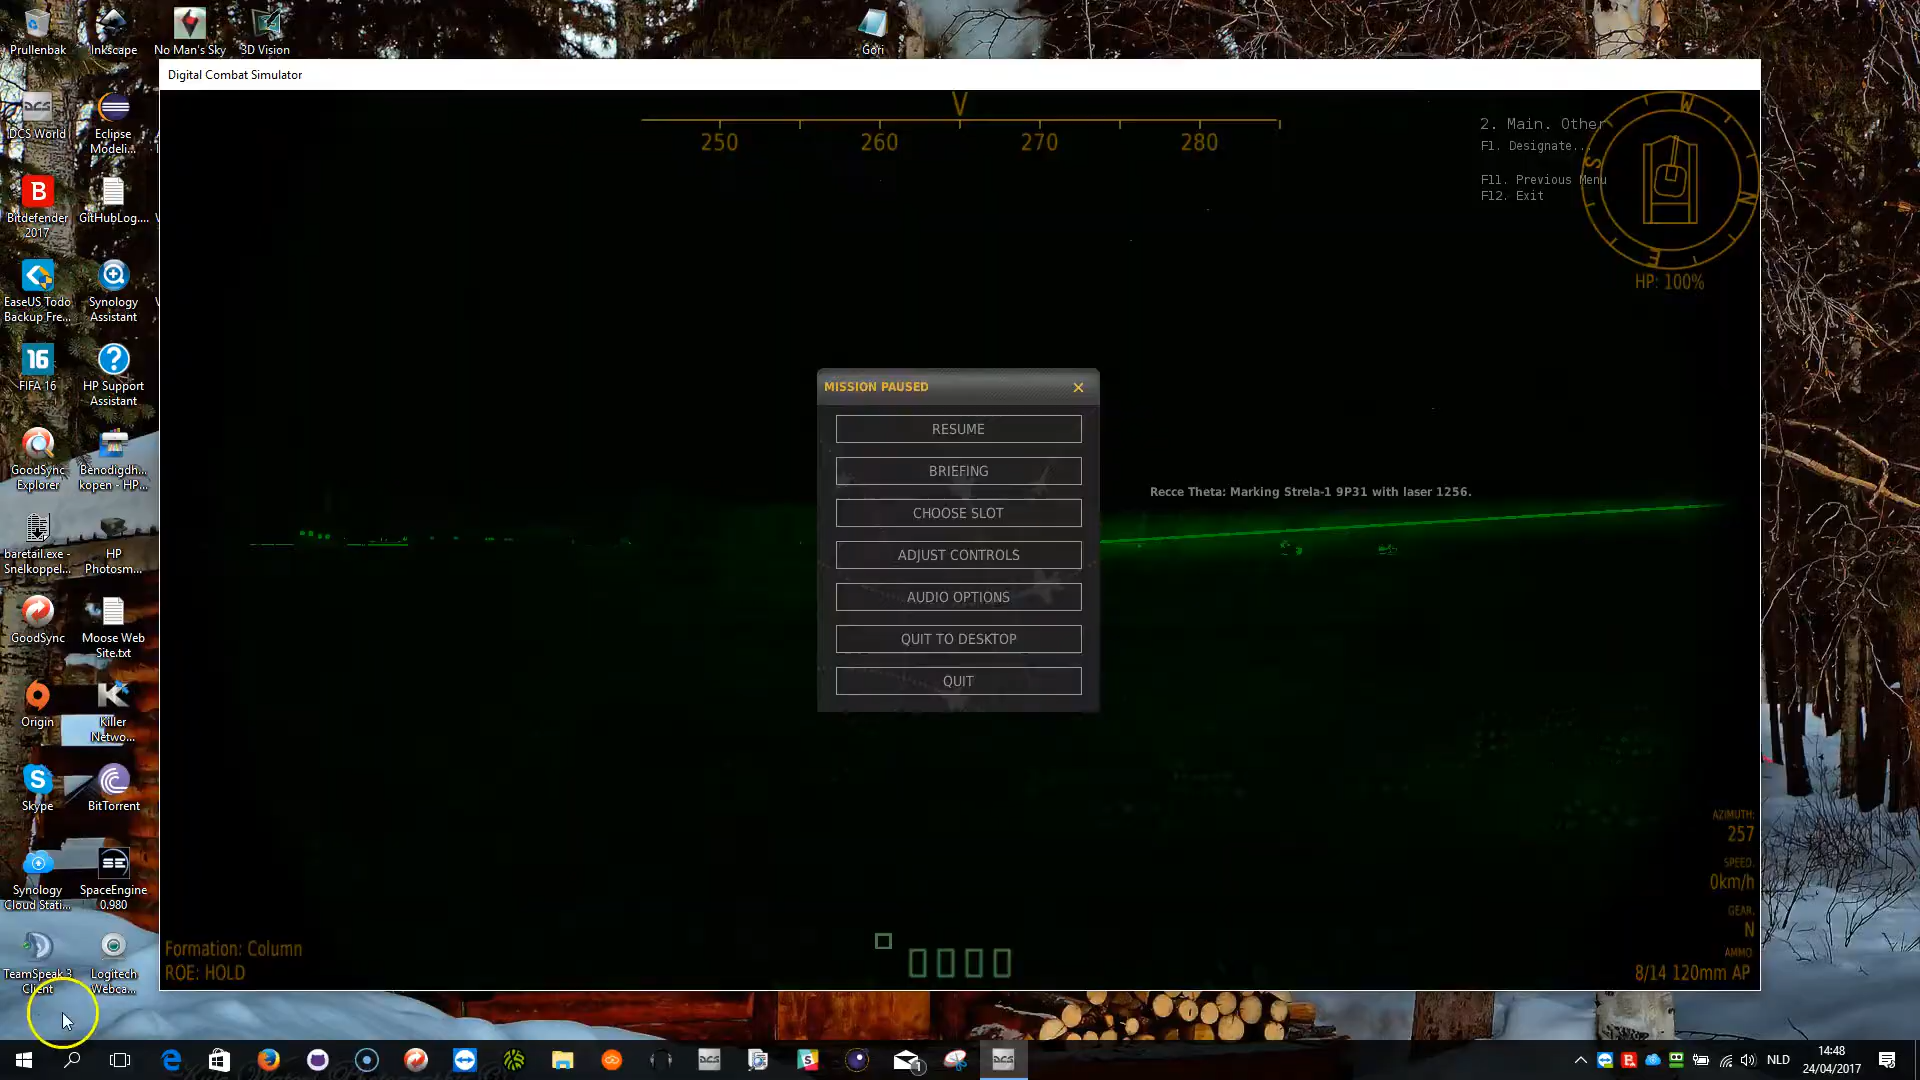 Prullenbak
Inkscape
No Man's Sky
3D Vision
Gori
Digital Combat Simulator
DCS World
Eclipse
Modeli...
Bitdefender
2017
GitHubLog....
EaseUS Todo
Backup Fre...
Synology
Assistant
FIFA 16
HP Support
Assistant
GoodSync
Explorer
Benodigdh...
kopen - HP...
baretail.exe -
Snelkoppel...
HP
Photosm...
GoodSync
Moose Web
Site.txt
Origin
Killer
Netwo...
Skype
BitTorrent
Synology
Cloud Stati...
SpaceEngine
0.980
TeamSpeak 3
Client
Logitech
Webca...
V
250 260 270 280
2. Main. Other
F1. Designate...
F11. Previous Menu
F12. Exit
W
S
N
E
HP: 100%
MISSION PAUSED
RESUME
BRIEFING
CHOOSE SLOT
ADJUST CONTROLS
AUDIO OPTIONS
QUIT TO DESKTOP
QUIT
Recce Theta: Marking Strela-1 9P31 with laser 1256.
AZIMUTH:
257
SPEED:
0km/h
GEAR:
N
AMMO
8/14 120mm AP
Formation: Column
ROE: HOLD
NLD
14:48
24/04/2017